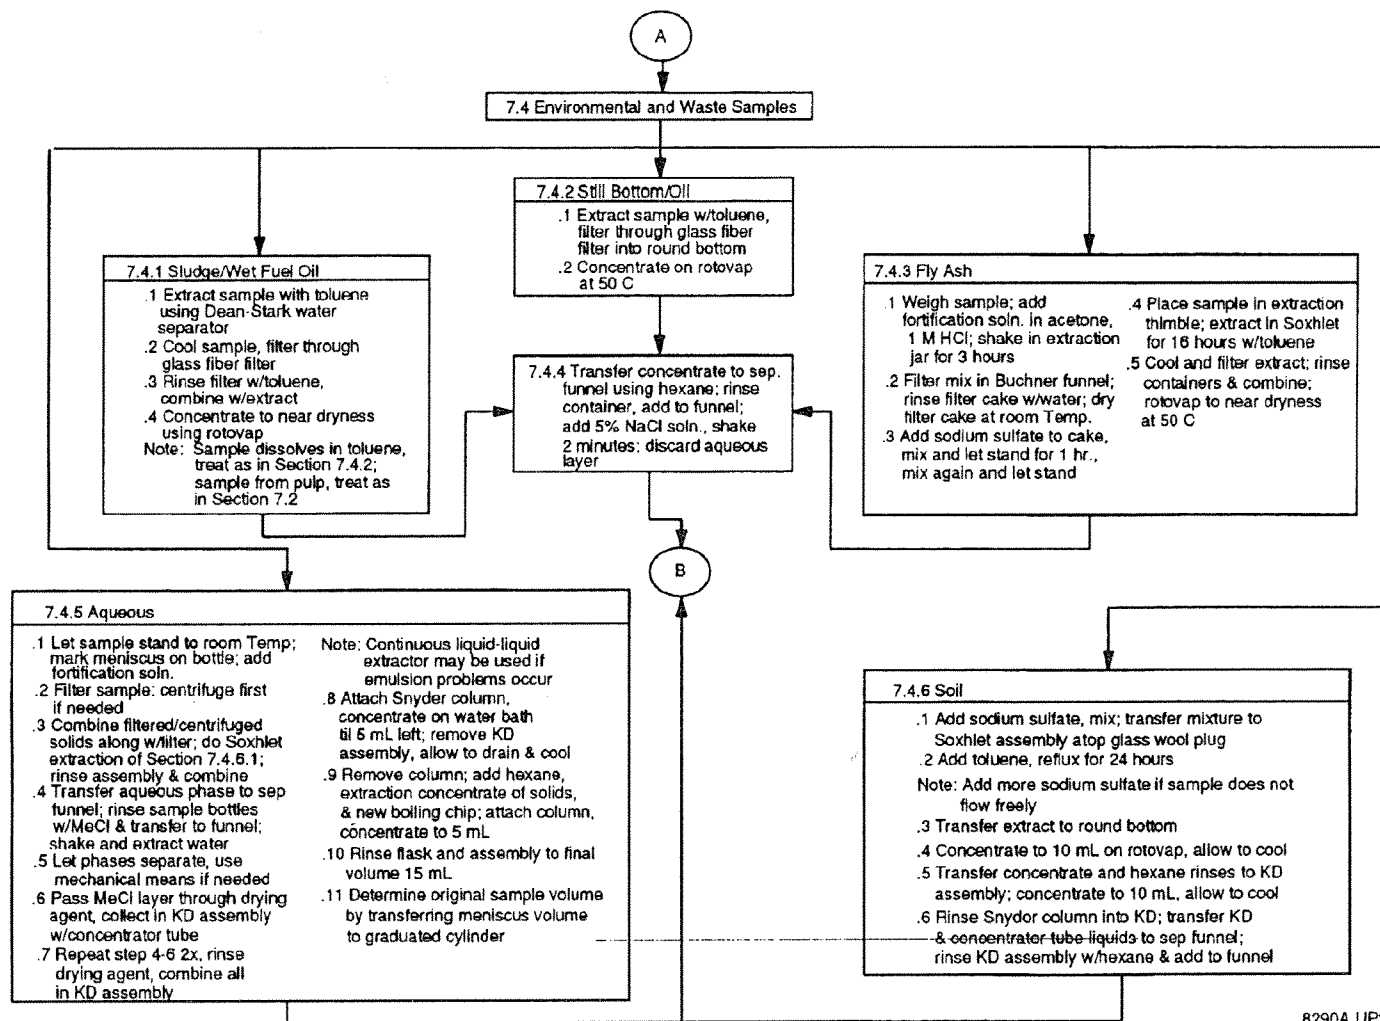 A
7.4 Environmental and Waste Samples
7.4.2 Still Bottom/Oil
.1 Extract sample w/toluene,
filter through glass fiber
filter into round bottom
.2 Concentrate on rotovap
at 50 C
7.4.1 Sludge/Wet Fuel Oil
.1 Extract sample with toluene
using Dean-Stark water
separator
.2 Cool sample, filter through
glass fiber filter
.3 Rinse filter w/toluene,
combine w/extract
.4 Concentrate to near dryness
using rotovap
Note: Sample dissolves in toluene,
treat as in Section 7.4.2;
sample from pulp, treat as
in Section 7.2
7.4.4 Transfer concentrate to sep.
funnel using hexane; rinse
container, add to funnel;
add 5% NaCl soln., shake
2 minutes: discard aqueous
layer
7.4.3 Fly Ash
.1 Weigh sample; add
fortification soln. in acetone,
1 M HCl; shake in extraction
jar for 3 hours
.2 Filter mix in Buchner funnel;
rinse filter cake w/water; dry
filter cake at room Temp.
.3 Add sodium sulfate to cake,
mix and let stand for 1 hr.,
mix again and let stand
.4 Place sample in extraction
thimble; extract in Soxhlet
for 16 hours w/toluene
.5 Cool and filter extract; rinse
containers & combine;
rotovap to near dryness
at 50 C
B
7.4.5 Aqueous
.1 Let sample stand to room Temp;
mark meniscus on bottle; add
fortification soln.
.2 Filter sample: centrifuge first
if needed
.3 Combine filtered/centrifuged
solids along w/filter; do Soxhlet
extraction of Section 7.4.6.1;
rinse assembly & combine
.4 Transfer aqueous phase to sep
funnel; rinse sample bottles
w/MeCl & transfer to funnel;
shake and extract water
.5 Let phases separate, use
mechanical means if needed
.6 Pass MeCl layer through drying
agent, collect in KD assembly
w/concentrator tube
.7 Repeat step 4-6 2x, rinse
drying agent, combine all
in KD assembly
Note: Continuous liquid-liquid
extractor may be used if
emulsion problems occur
.8 Attach Snyder column,
concentrate on water bath
til 5 mL left; remove KD
assembly, allow to drain & cool
.9 Remove column; add hexane,
extraction concentrate of solids,
& new boiling chip; attach column,
concentrate to 5 mL
.10 Rinse flask and assembly to final
volume 15 mL
.11 Determine original sample volume
by transferring meniscus volume
to graduated cylinder
7.4.6 Soil
.1 Add sodium sulfate, mix; transfer mixture to
Soxhlet assembly atop glass wool plug
.2 Add toluene, reflux for 24 hours
Note: Add more sodium sulfate if sample does not
flow freely
.3 Transfer extract to round bottom
.4 Concentrate to 10 mL on rotovap, allow to cool
.5 Transfer concentrate and hexane rinses to KD
assembly; concentrate to 10 mL, allow to cool
.6 Rinse Snydor column into KD; transfer KD
& concentrator tube liquids to sep funnel;
rinse KD assembly w/hexane & add to funnel